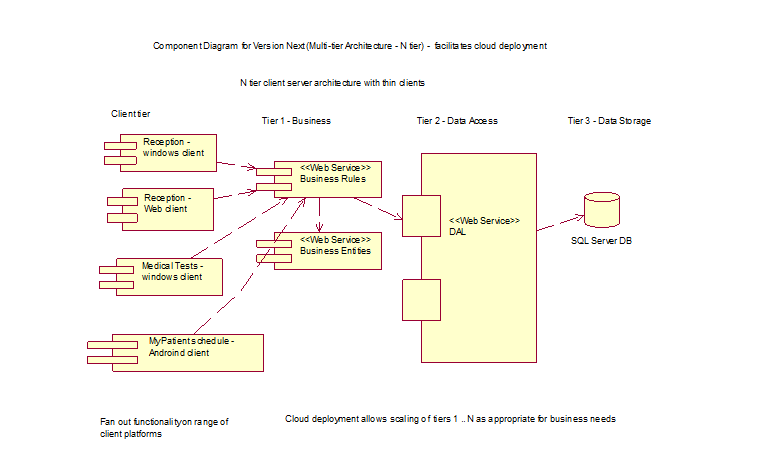 Component Diagram for Version Next (Multi-tier Architecture - N tier) - facilitates cloud deployment
N tier client server architecture with thin clients
Client tier
Tier 1 - Business
Tier 2 - Data Access
Tier 3 - Data Storage
Reception -
windows client
<<Web Service>>
Business Rules
Reception -
Web client
<<Web Service>>
DAL
<<Web Service>>
Business Entities
SQL Server DB
Medical Tests -
windows client
MyPatientschedule -
Androind client
Fan out functionality on range of
client platforms
Cloud deployment allows scaling of tiers 1 .. N as appropriate for business needs